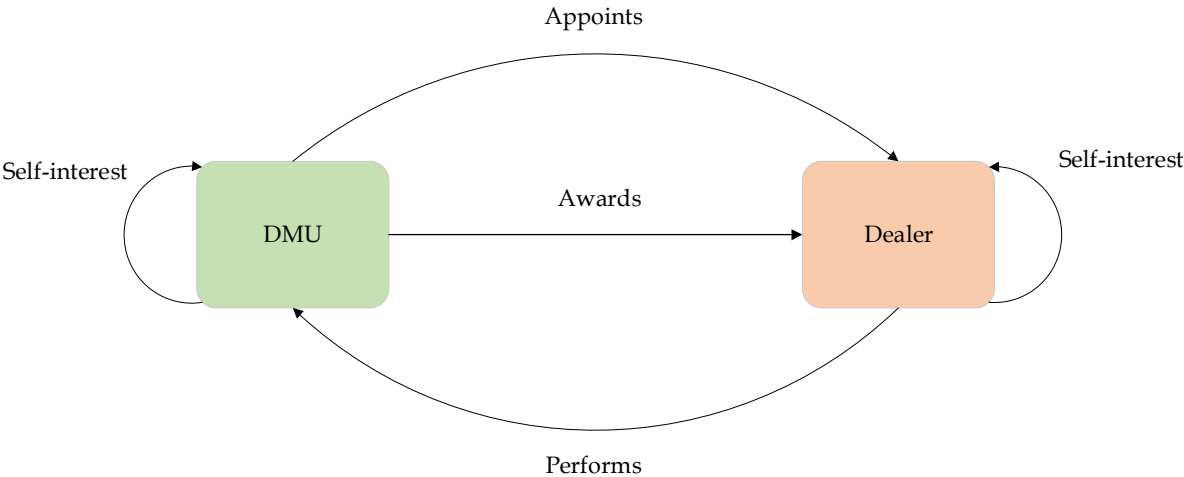 Appoints
Self-interest
Self-interest
Awards
DMU
Dealer
Performs